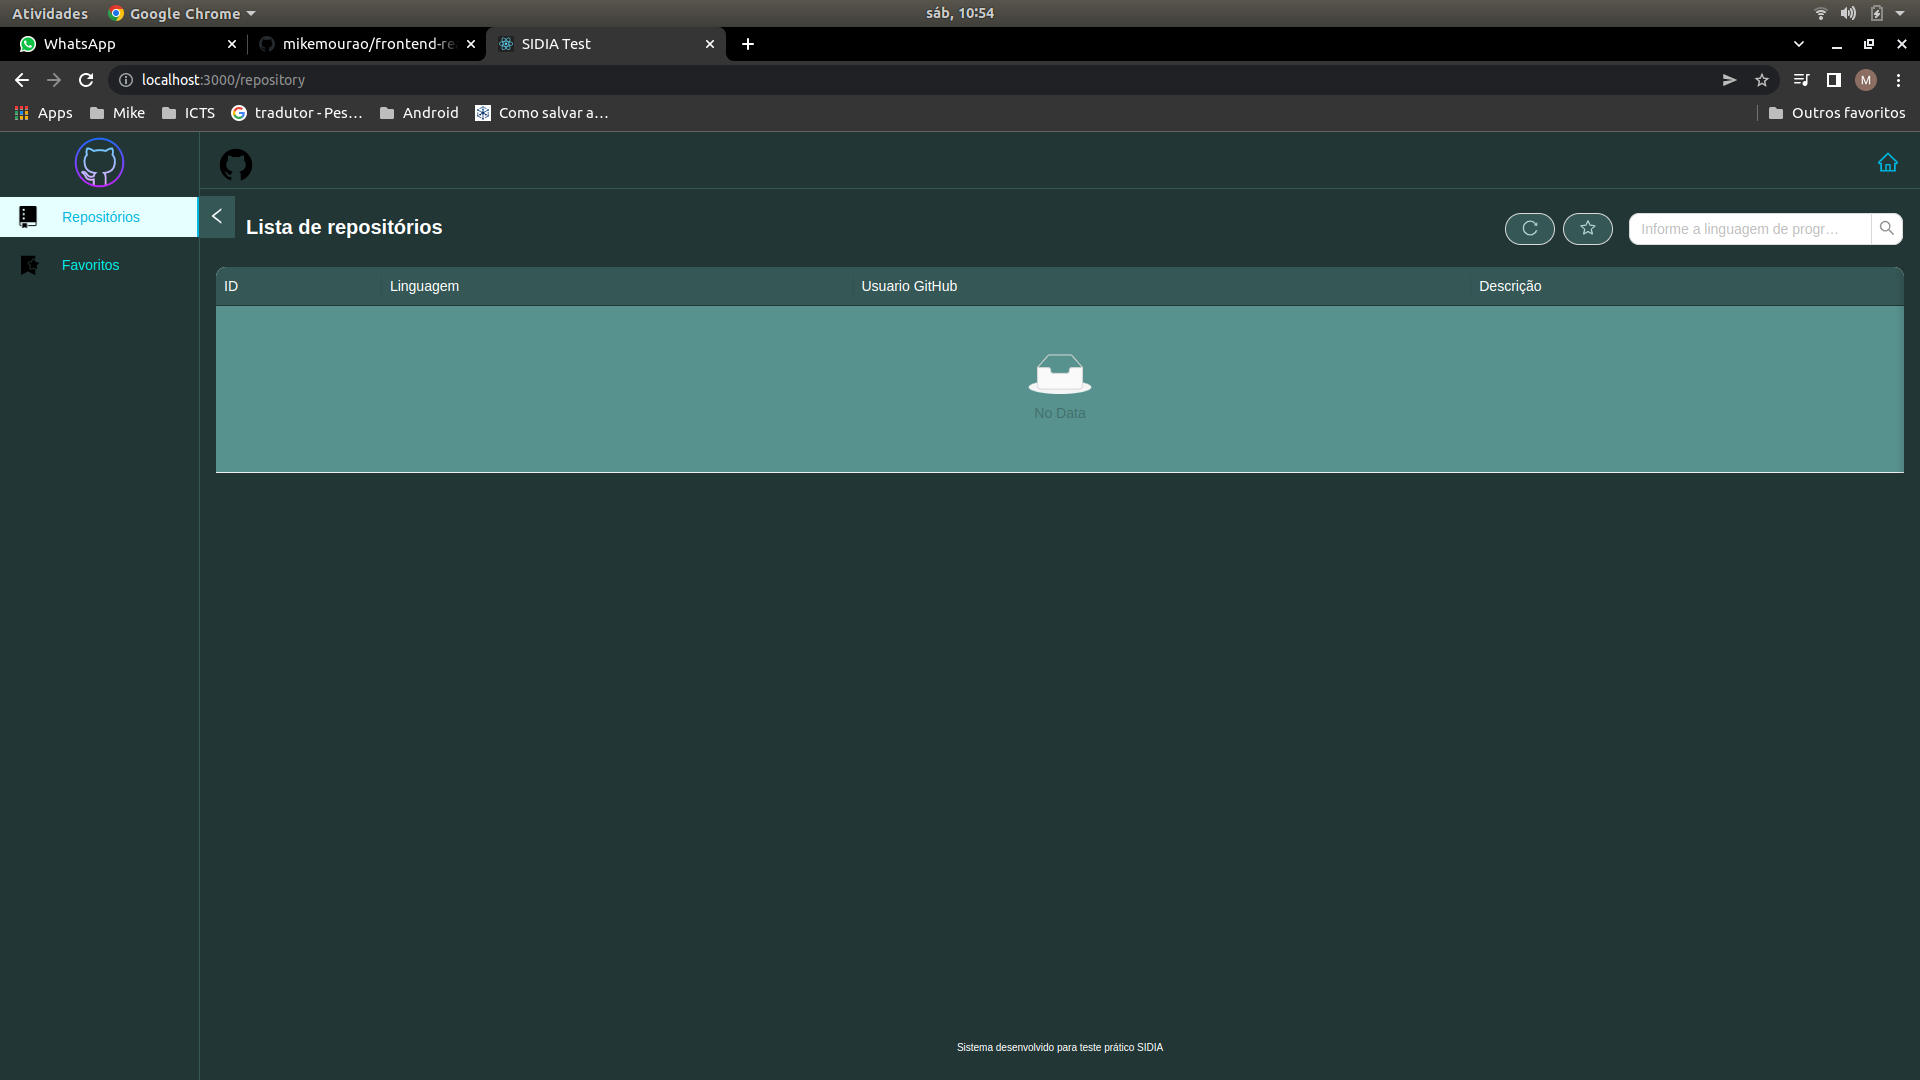 Atividades Google Chrome sáb, 10:54
WhatsApp mikemourao/frontend-re SIDIA Test
localhost:3000/repository M
Apps Mike ICTS tradutor - Pes... Android Como salvar a... Outros favoritos
Repositórios
Favoritos
Lista de repositórios Informe a linguagem de progr...
ID Linguagem Usuario GitHub Descrição
No Data
Sistema desenvolvido para teste prático SIDIA